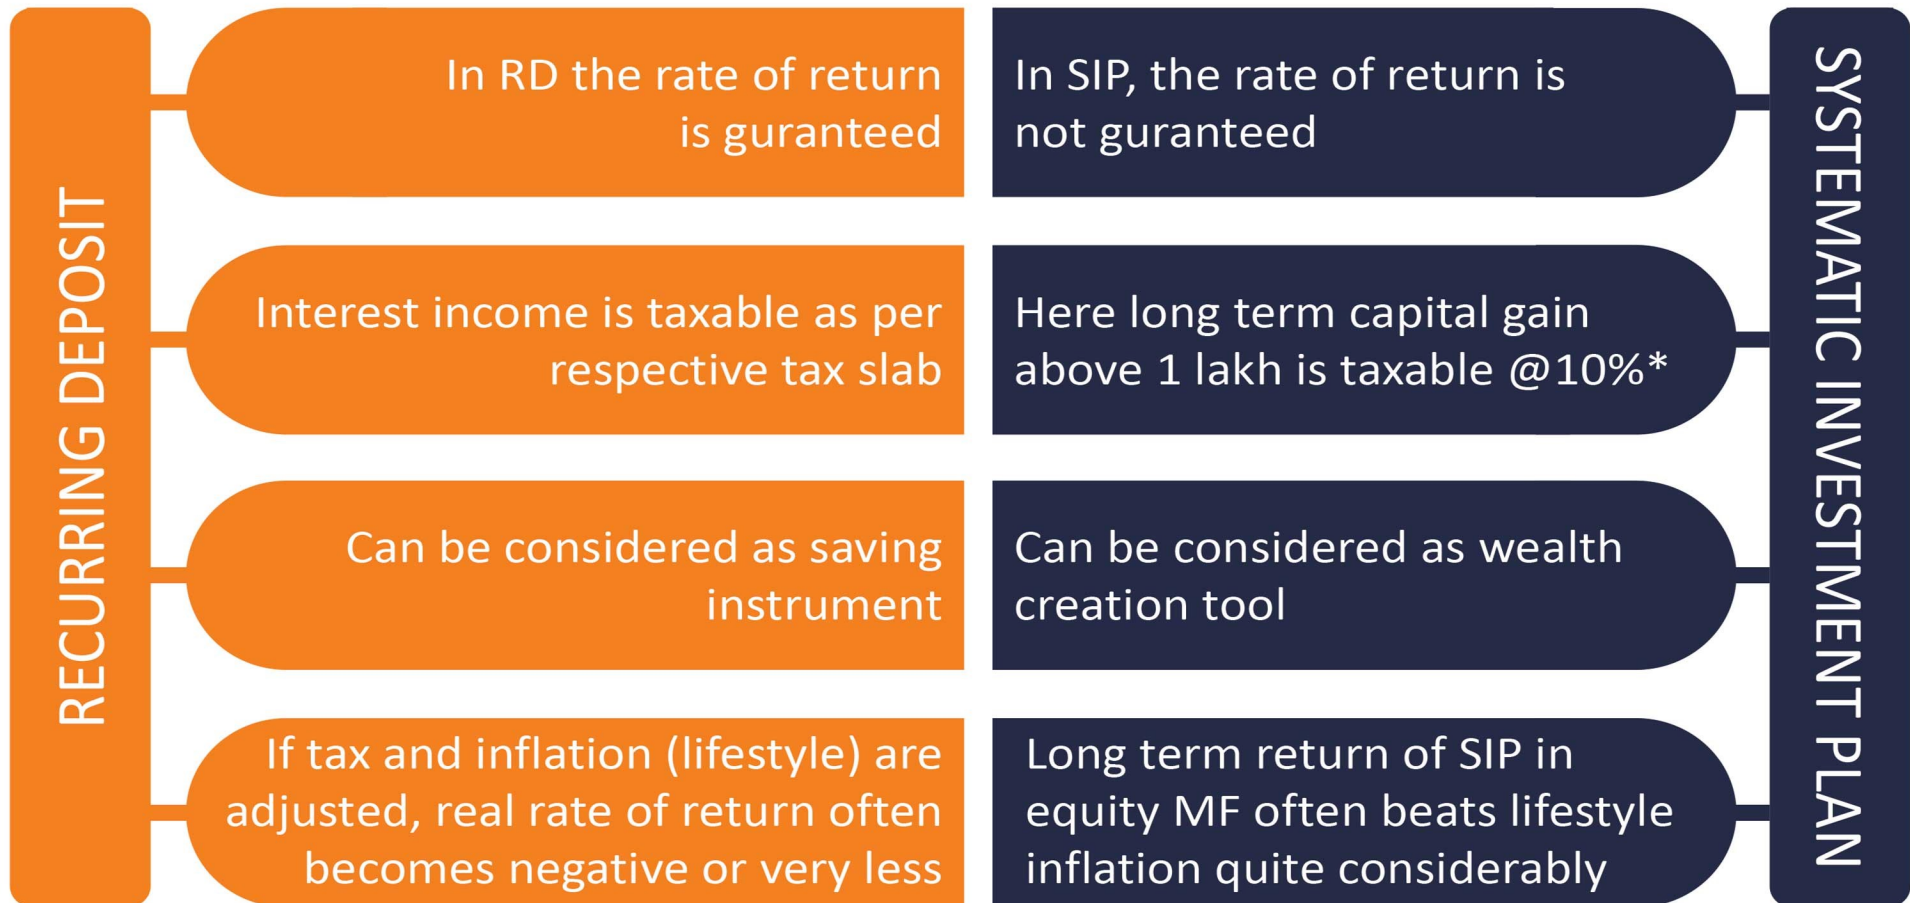 RECURRING DEPOSIT
In RD the rate of return
is guranteed
In SIP, the rate of return is
not guranteed
Interest income is taxable as per
respective tax slab
Here long term capital gain
above 1 lakh is taxable @10%*
Can be considered as saving
instrument
Can be considered as wealth
creation tool
If tax and inflation (lifestyle) are
adjusted, real rate of return often
becomes negative or very less
Long term return of SIP in
equity MF often beats lifestyle
inflation quite considerably
SYSTEMATIC INVESTMENT PLAN